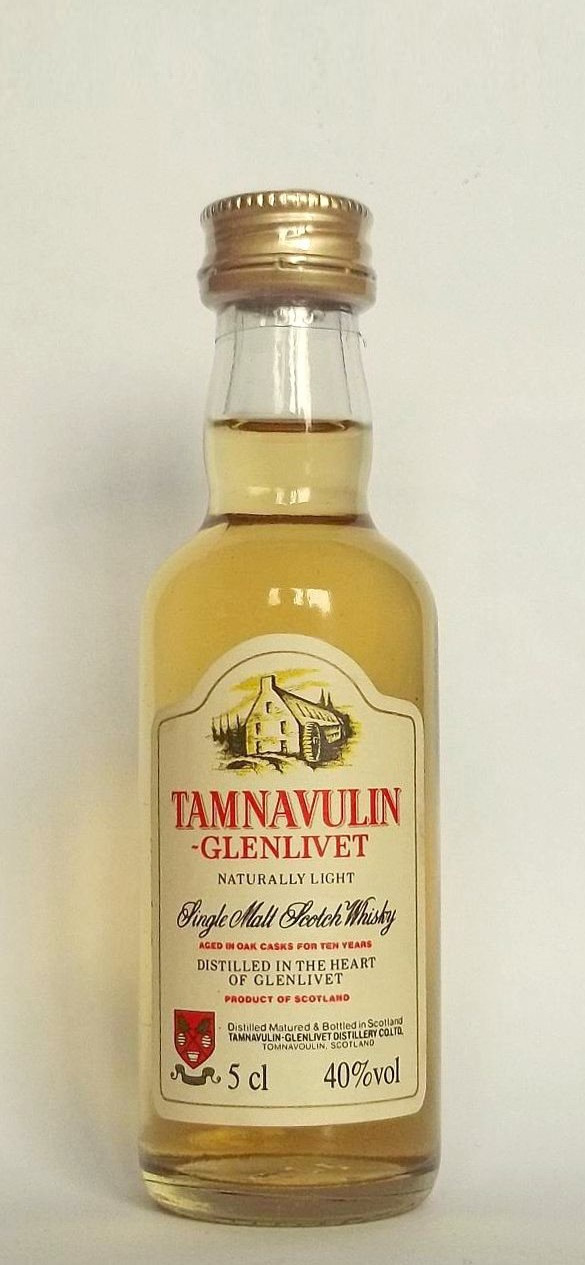 TAMNAVULIN
-GLENLIVET
NATURALLY LIGHT
Single Malt Scotch Whisky
AGED IN OAK CASKS FOR TEN YEARS
DISTILLED IN THE HEART
OF GLENLIVET
PRODUCT OF SCOTLAND
Distilled Matured & Bottled in Scotland
TAMNAVULIN-GLENLIVET DISTILLERY CO.LTD.
TOMNAVOULIN, SCOTLAND
5 cl 40%vol